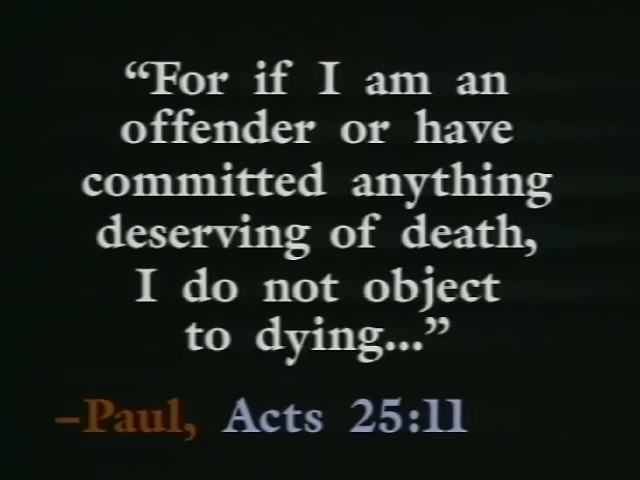 “For if I am an
offender or have
committed anything
deserving of death,
I do not object
to dying...”
–Paul, Acts 25:11